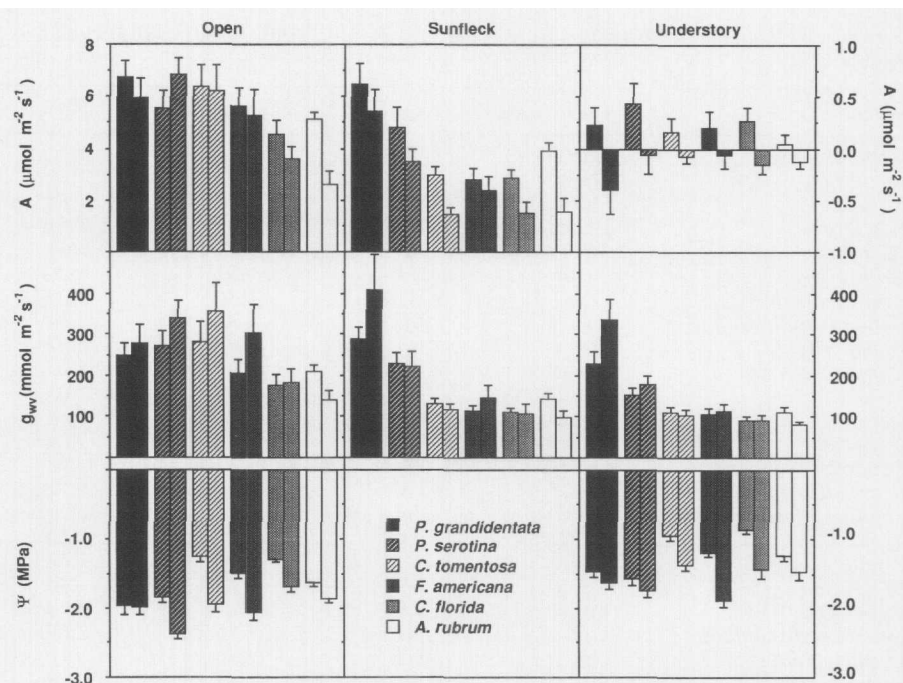 Open Sunfleck Understory
8 1.0
6 0.5
4 0.0
2 -0.5
-1.0
A (μmol m⁻² s⁻¹)
A (μmol m⁻² s⁻¹)
400 400
300 300
200 200
100 100
g_wv (mmol m⁻² s⁻¹)
-1.0 -1.0
-2.0 -2.0
-3.0 -3.0
Ψ (MPa)
P. grandidentata
P. serotina
C. tomentosa
F. americana
C. florida
A. rubrum